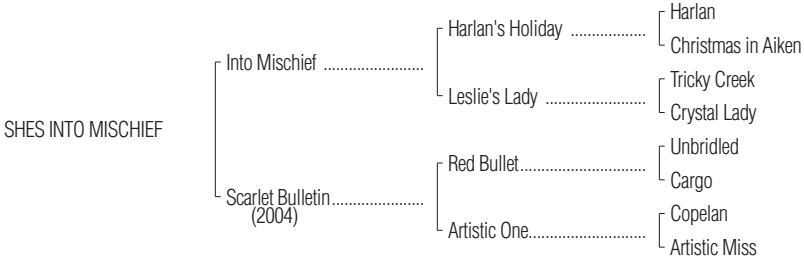 Harlan
Harlan's Holiday ....................
Christmas in Aiken
Into Mischief ........................
Tricky Creek
Leslie's Lady ........................
Crystal Lady
SHES INTO MISCHIEF
Unbridled
Red Bullet..............................
Cargo
Scarlet Bulletin......................
(2004)
Copelan
Artistic One............................
Artistic Miss